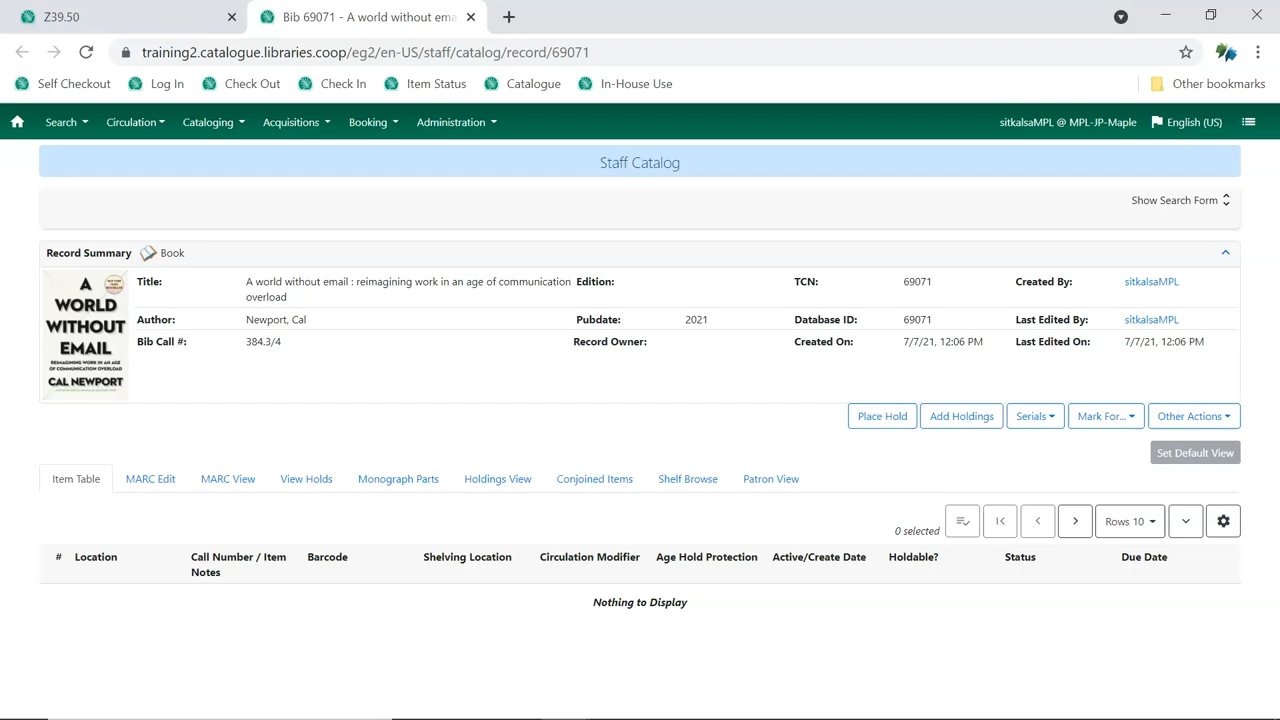 Z39.50
Bib 69071 - A world without ema
training2.catalogue.libraries.coop/eg2/en-US/staff/catalog/record/69071
Self Checkout Log In Check Out Check In Item Status Catalogue In-House Use Other bookmarks
Search Circulation Cataloging Acquisitions Booking Administration sitkalsaMPL @ MPL-JP-Maple English (US)
Staff Catalog
Show Search Form
Record Summary Book
A WORLD WITHOUT EMAIL
REIMAGINING WORK IN AN AGE
OF COMMUNICATION OVERLOAD
CAL NEWPORT
Title: A world without email : reimagining work in an age of communication Edition: TCN: 69071 Created By: sitkalsaMPL
overload
Author: Newport, Cal Pubdate: 2021 Database ID: 69071 Last Edited By: sitkalsaMPL
Bib Call #: 384.3/4 Record Owner: Created On: 7/7/21, 12:06 PM Last Edited On: 7/7/21, 12:06 PM
Place Hold Add Holdings Serials Mark For... Other Actions
Set Default View
Item Table MARC Edit MARC View View Holds Monograph Parts Holdings View Conjoined Items Shelf Browse Patron View
0 selected Rows 10
# Location Call Number / Item Barcode Shelving Location Circulation Modifier Age Hold Protection Active/Create Date Holdable? Status Due Date
Notes
Nothing to Display